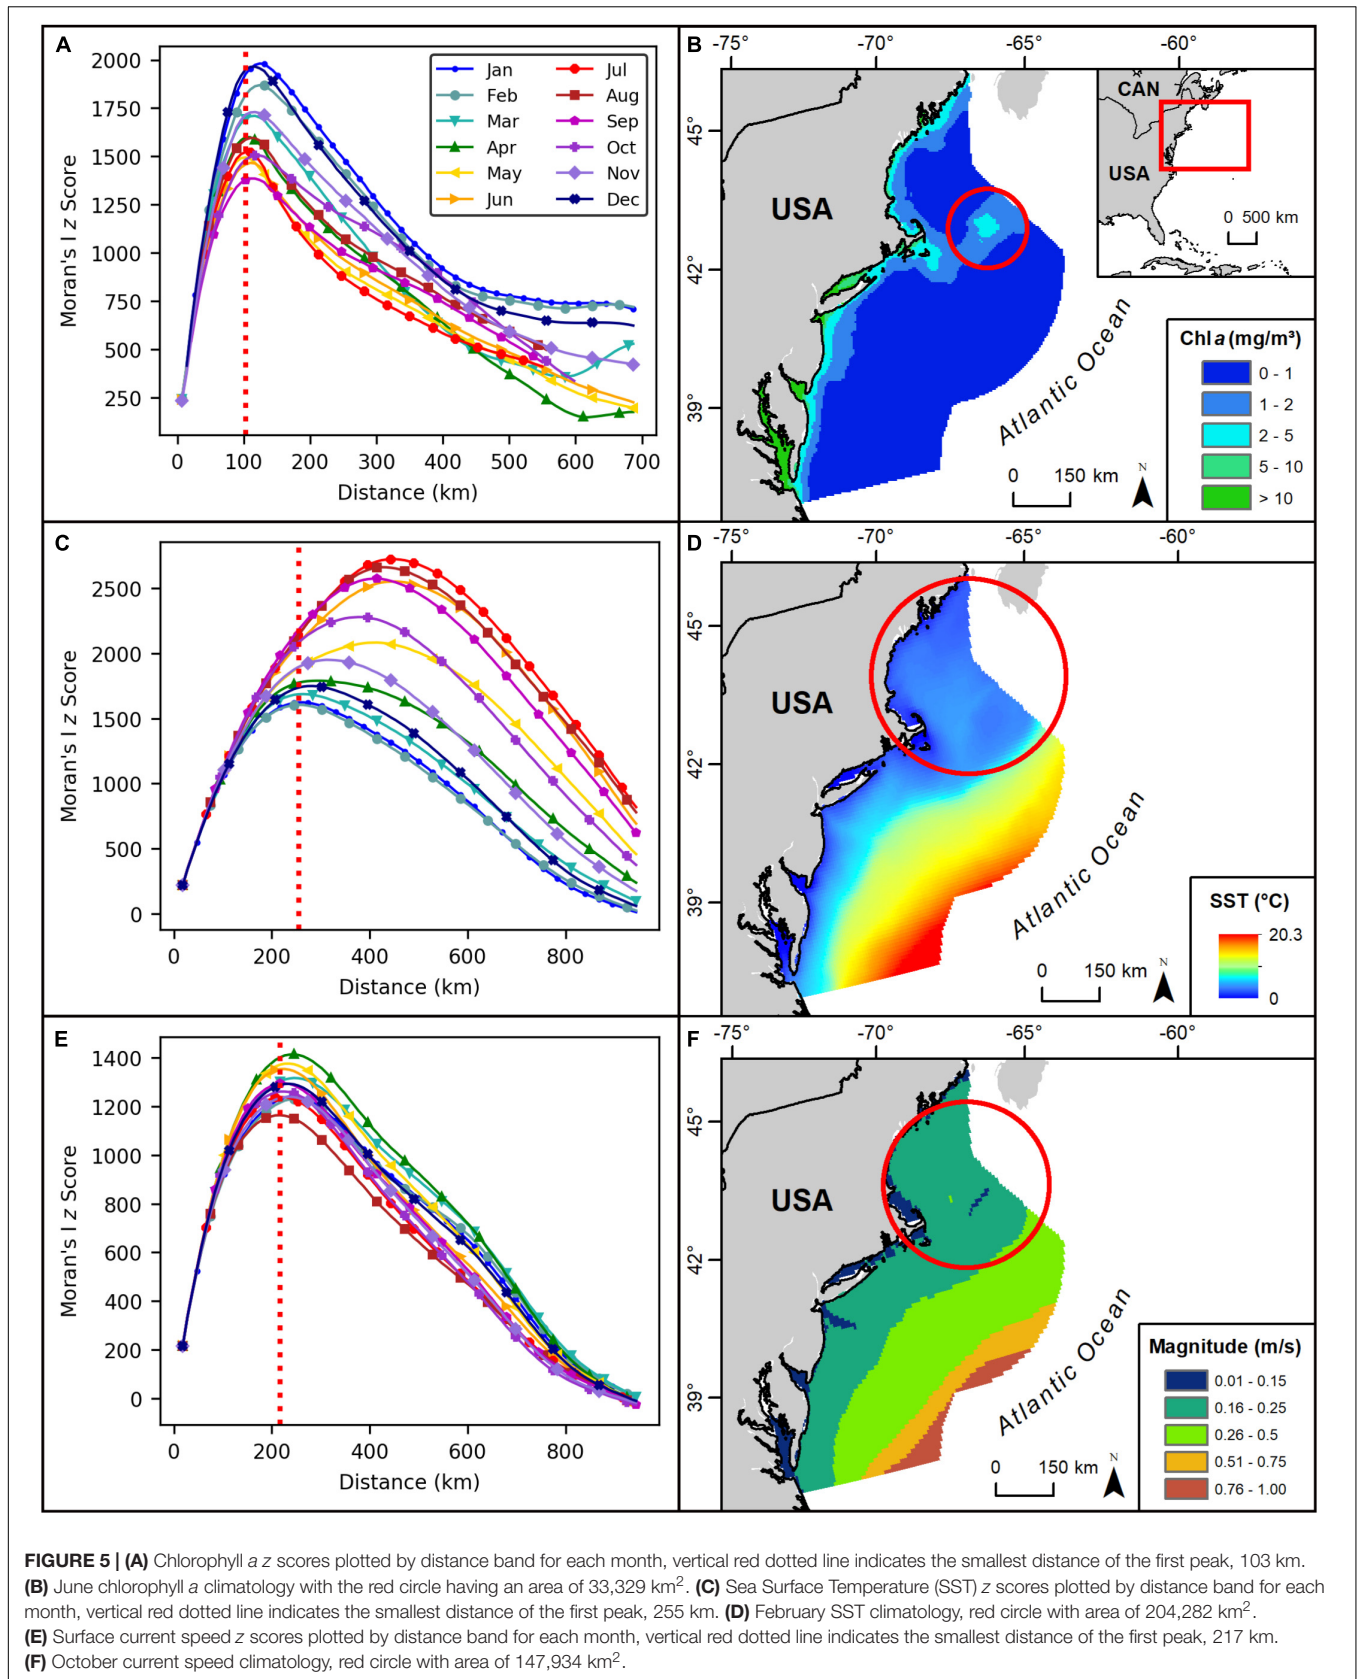 A
Moran's I z Score
2000
1750
1500
1250
1000
750
500
250
0 100 200 300 400 500 600 700
Distance (km)
Jan Jul
Feb Aug
Mar Sep
Apr Oct
May Nov
Jun Dec
B
-75° -70° -65° -60°
45°
42°
39°
USA
CAN
USA
0 500 km
Atlantic Ocean
0 150 km
N
Chl a (mg/m³)
0 - 1
1 - 2
2 - 5
5 - 10
> 10
C
Moran's I z Score
2500
2000
1500
1000
500
0
0 200 400 600 800
Distance (km)
D
-75° -70° -65° -60°
45°
42°
39°
USA
Atlantic Ocean
0 150 km
N
SST (°C)
20.3
0
E
Moran's I z Score
1400
1200
1000
800
600
400
200
0
0 200 400 600 800
Distance (km)
F
-75° -70° -65° -60°
45°
42°
39°
USA
Atlantic Ocean
0 150 km
N
Magnitude (m/s)
0.01 - 0.15
0.16 - 0.25
0.26 - 0.5
0.51 - 0.75
0.76 - 1.00
FIGURE 5 | (A) Chlorophyll a z scores plotted by distance band for each month, vertical red dotted line indicates the smallest distance of the first peak, 103 km.
(B) June chlorophyll a climatology with the red circle having an area of 33,329 km². (C) Sea Surface Temperature (SST) z scores plotted by distance band for each
month, vertical red dotted line indicates the smallest distance of the first peak, 255 km. (D) February SST climatology, red circle with area of 204,282 km².
(E) Surface current speed z scores plotted by distance band for each month, vertical red dotted line indicates the smallest distance of the first peak, 217 km.
(F) October current speed climatology, red circle with area of 147,934 km².